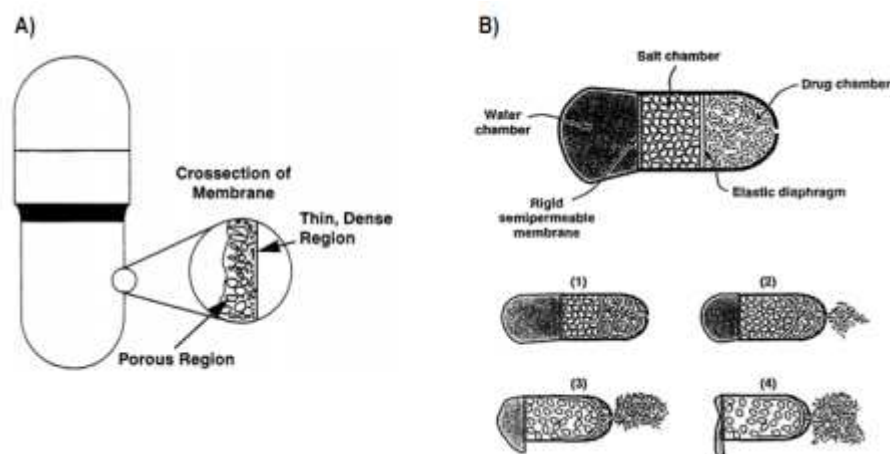 A)
Crossection of
Membrane
Thin, Dense
Region
Porous Region
B)
Salt chamber
Drug chamber
Water
chamber
Elastic diaphragm
Rigid
semipermeable
membrane
(1)
(2)
(3)
(4)